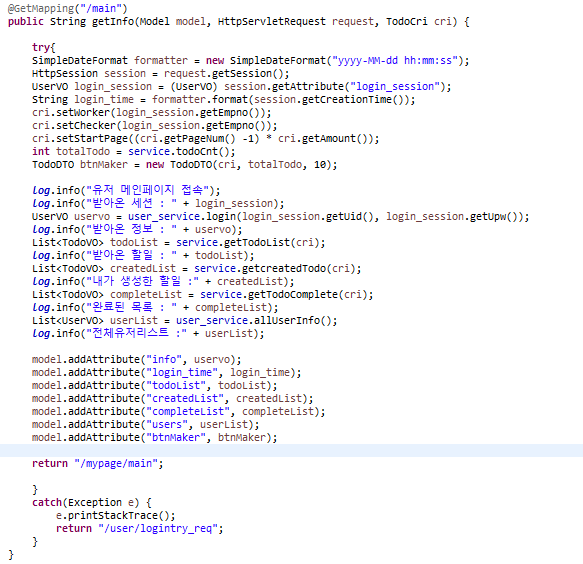 @GetMapping("/main")
public String getInfo(Model model, HttpServletRequest request, TodoCri cri) {
try{
SimpleDateFormat formatter = new SimpleDateFormat("yyyy-MM-dd hh:mm:ss");
HttpSession session = request.getSession();
UserVO login_session = (UserVO) session.getAttribute("login_session");
String login_time = formatter.format(session.getCreationTime());
cri.setWorker(login_session.getEmpno());
cri.setChecker(login_session.getEmpno());
cri.setStartPage((cri.getPageNum() -1) * cri.getAmount());
int totalTodo = service.todoCnt();
TodoDTO btnMaker = new TodoDTO(cri, totalTodo, 10);
log.info("유저 메인페이지 접속");
log.info("받아온 세션 : " + login_session);
UserVO uservo = user_service.login(login_session.getUid(), login_session.getUpw());
log.info("받아온 정보 : " + uservo);
List<TodoVO> todoList = service.getTodoList(cri);
log.info("받아온 할일 : " + todoList);
List<TodoVO> createdList = service.getcreatedTodo(cri);
log.info("내가 생성한 할일 :" + createdList);
List<TodoVO> completeList = service.getTodoComplete(cri);
log.info("완료된 목록 : " + completeList);
List<UserVO> userList = user_service.allUserInfo();
log.info("전체유저리스트 :" + userList);
model.addAttribute("info", uservo);
model.addAttribute("login_time", login_time);
model.addAttribute("todoList", todoList);
model.addAttribute("createdList", createdList);
model.addAttribute("completeList", completeList);
model.addAttribute("users", userList);
model.addAttribute("btnMaker", btnMaker);
return "/mypage/main";
}
catch(Exception e) {
e.printStackTrace();
return "/user/logintry_req";
}
}